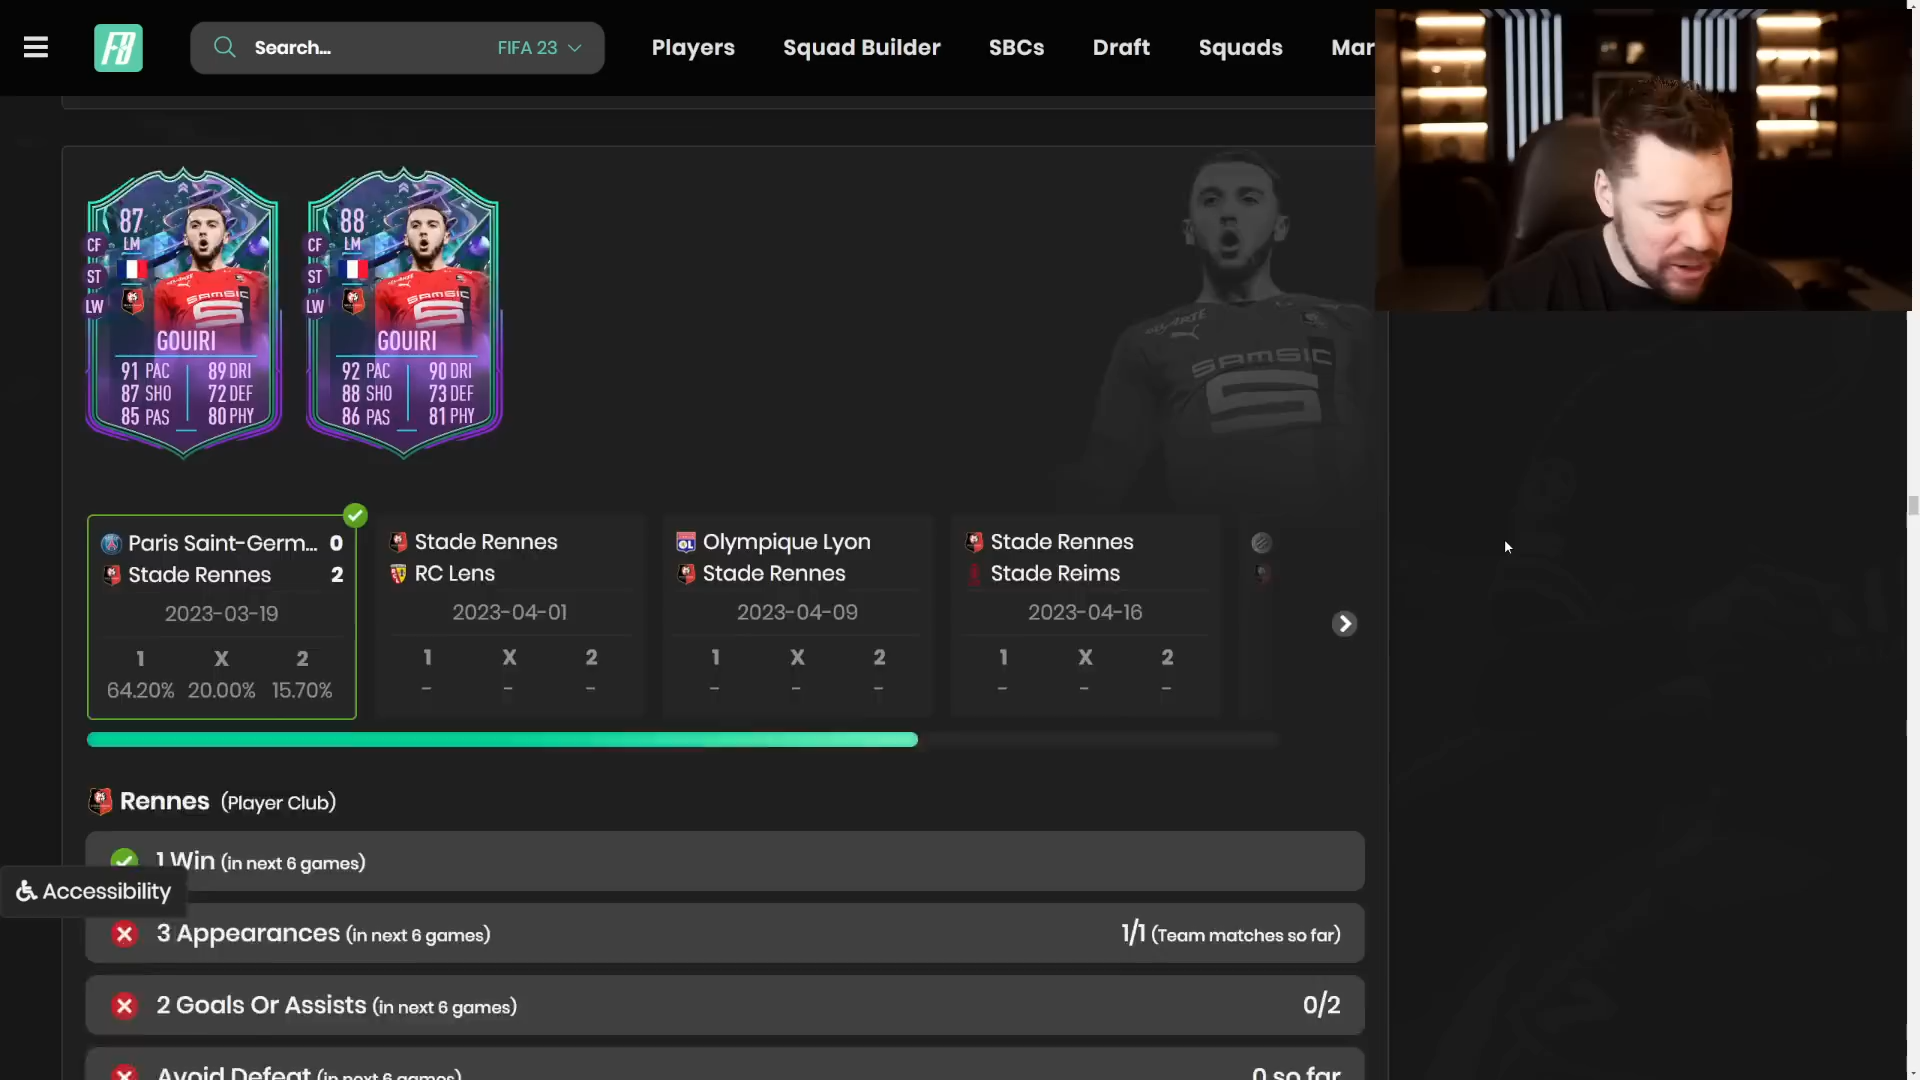 Search...
FIFA 23
Players
Squad Builder
SBCs
Draft
Squads
Mar
87
LM
CF
ST
LW
SAMSIC
GOUIRI
91 PAC 89 DRI
87 SHO 72 DEF
85 PAS 80 PHY
88
LM
CF
ST
LW
SAMSIC
GOUIRI
92 PAC 90 DRI
88 SHO 73 DEF
86 PAS 81 PHY
SAMSIC
Paris Saint-Germ... 0
Stade Rennes 2
2023-03-19
1 X 2
64.20% 20.00% 15.70%
Stade Rennes
RC Lens
2023-04-01
1 X 2
- - -
Olympique Lyon
Stade Rennes
2023-04-09
1 X 2
- - -
Stade Rennes
Stade Reims
2023-04-16
1 X 2
- - -
Rennes (Player Club)
1 Win (in next 6 games)
Accessibility
3 Appearances (in next 6 games) 1/1 (Team matches so far)
2 Goals Or Assists (in next 6 games) 0/2
Avoid Defeat (in next 6 games) 0 so far